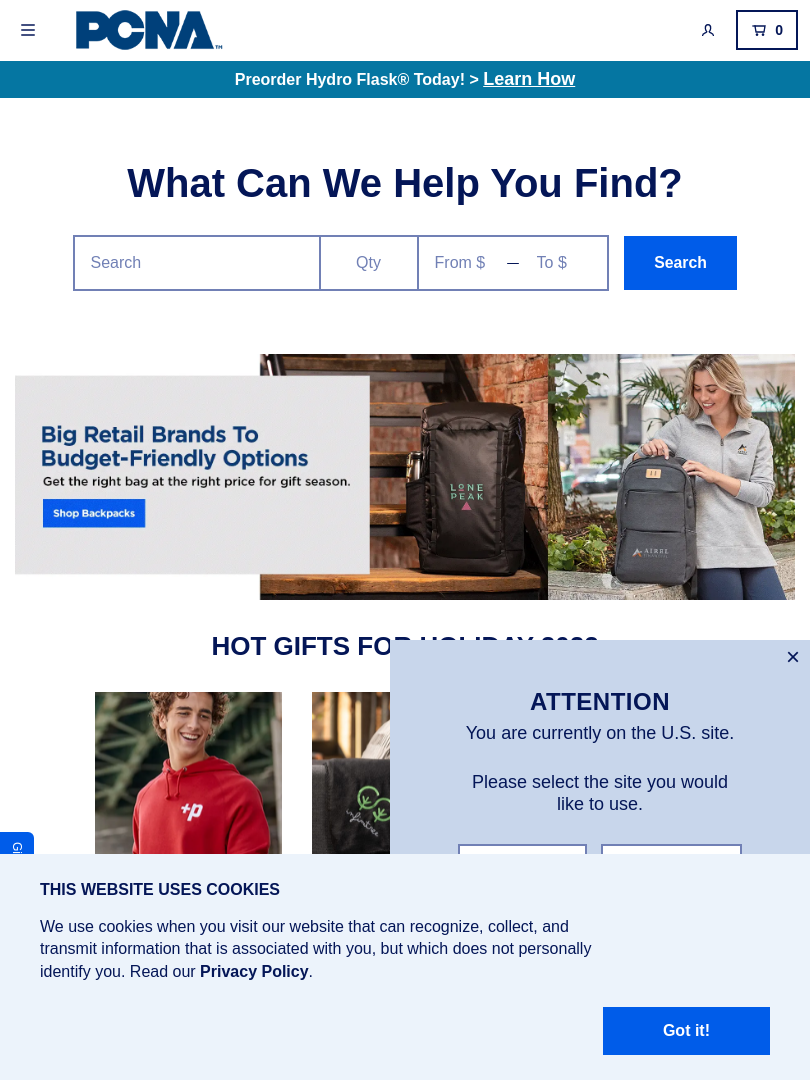 PCNA™
0
Preorder Hydro Flask® Today! > Learn How
What Can We Help You Find?
Search
Qty
From $ — To $
Search
Big Retail Brands To
Budget-Friendly Options
Get the right bag at the right price for gift season.
Shop Backpacks
LONE
PEAK
AIREL
HOT GIFTS FOR HOLIDAY
×
ATTENTION
You are currently on the U.S. site.
Please select the site you would
like to use.
+p
infinitree
THIS WEBSITE USES COOKIES
We use cookies when you visit our website that can recognize, collect, and
transmit information that is associated with you, but which does not personally
identify you. Read our Privacy Policy.
Got it!